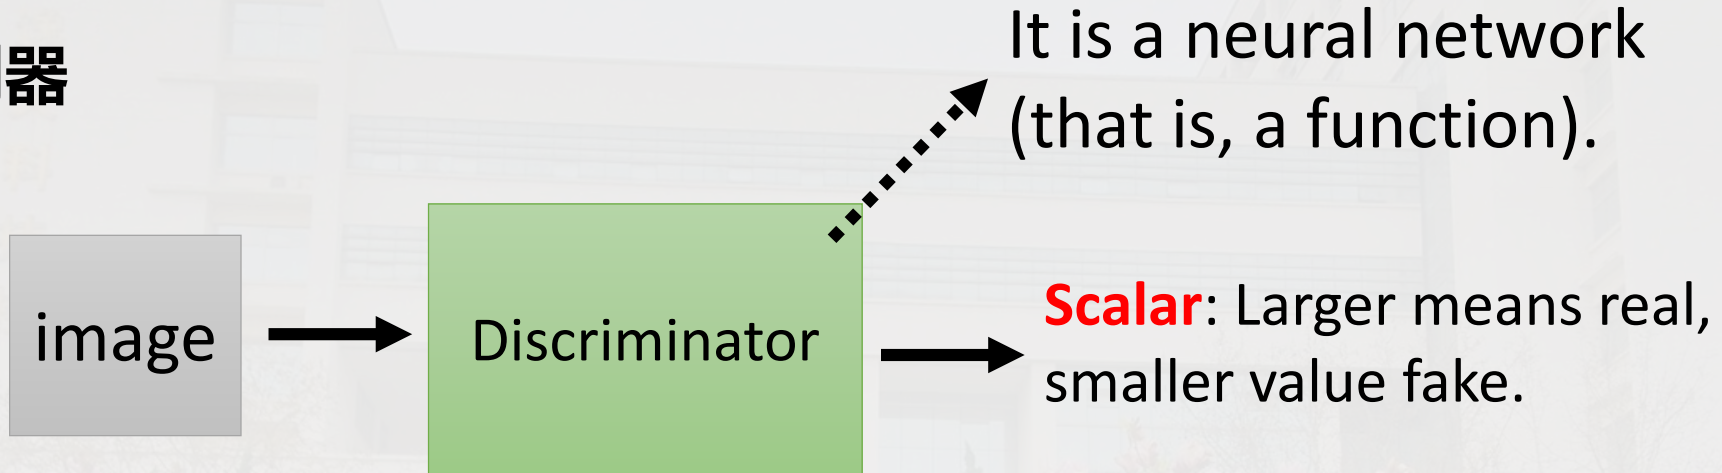 It is a neural network
器
(that is, a function).
image
Discriminator
Scalar: Larger means real,
smaller value fake.